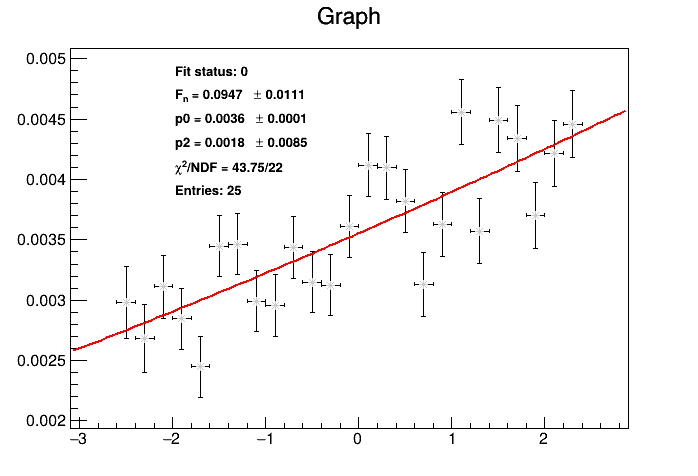 Graph
0.005
0.0045
0.004
0.0035
0.003
0.0025
0.002
Fit status: 0
Fn = 0.0947 ± 0.0111
p0 = 0.0036 ± 0.0001
p2 = 0.0018 ± 0.0085
χ²/NDF = 43.75/22
Entries: 25
−3 −2 −1 0 1 2